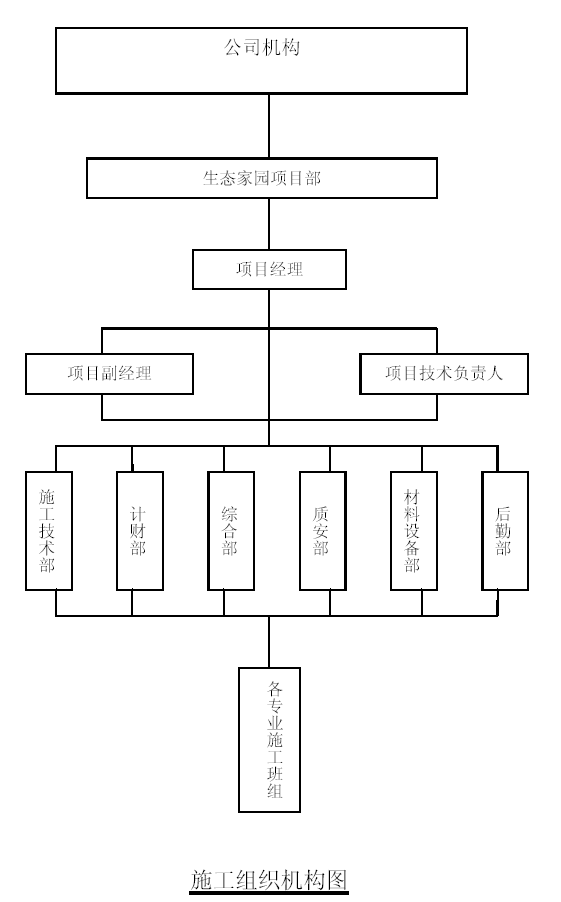 公司机构
生态家园项目部
项目经理
项目副经理
项目技术负责人
施工技术部
计财部
综合部
质安部
材料设备部
后勤部
各专业施工班组
施工组织机构图